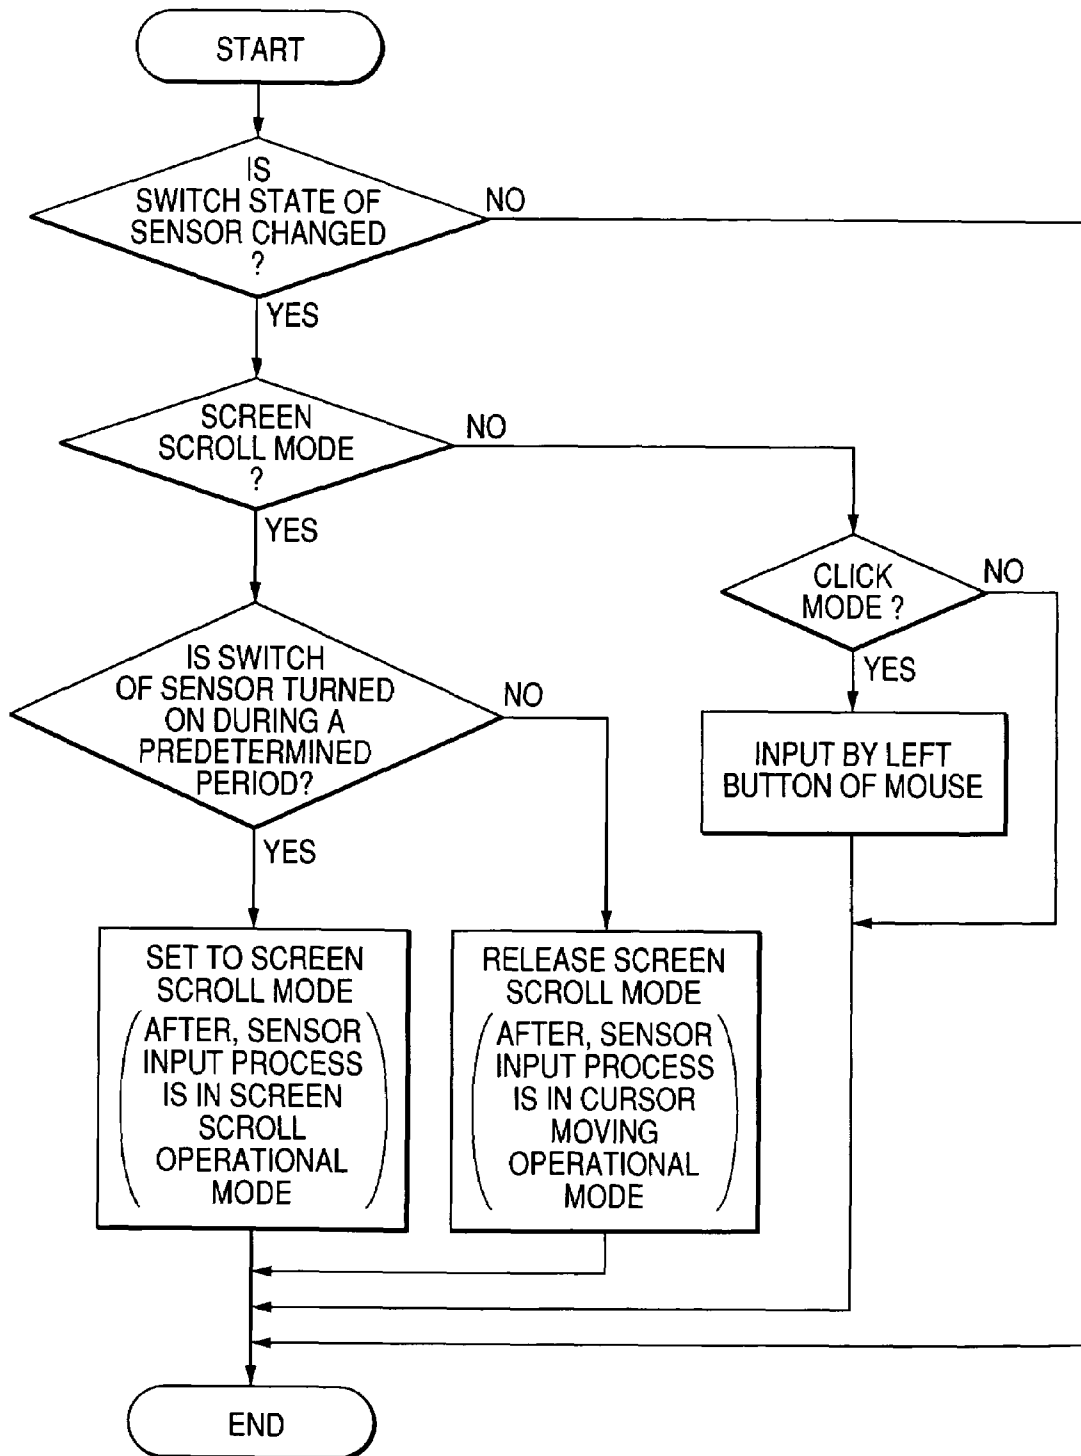 START
IS
SWITCH STATE OF
SENSOR CHANGED
?
NO
YES
SCREEN
SCROLL MODE
?
NO
YES
CLICK
MODE ?
NO
YES
INPUT BY LEFT
BUTTON OF MOUSE
IS SWITCH
OF SENSOR TURNED
ON DURING A
PREDETERMINED
PERIOD?
NO
YES
SET TO SCREEN
SCROLL MODE
(AFTER, SENSOR
INPUT PROCESS
IS IN SCREEN
SCROLL
OPERATIONAL
MODE)
RELEASE SCREEN
SCROLL MODE
(AFTER, SENSOR
INPUT PROCESS
IS IN CURSOR
MOVING
OPERATIONAL
MODE)
END